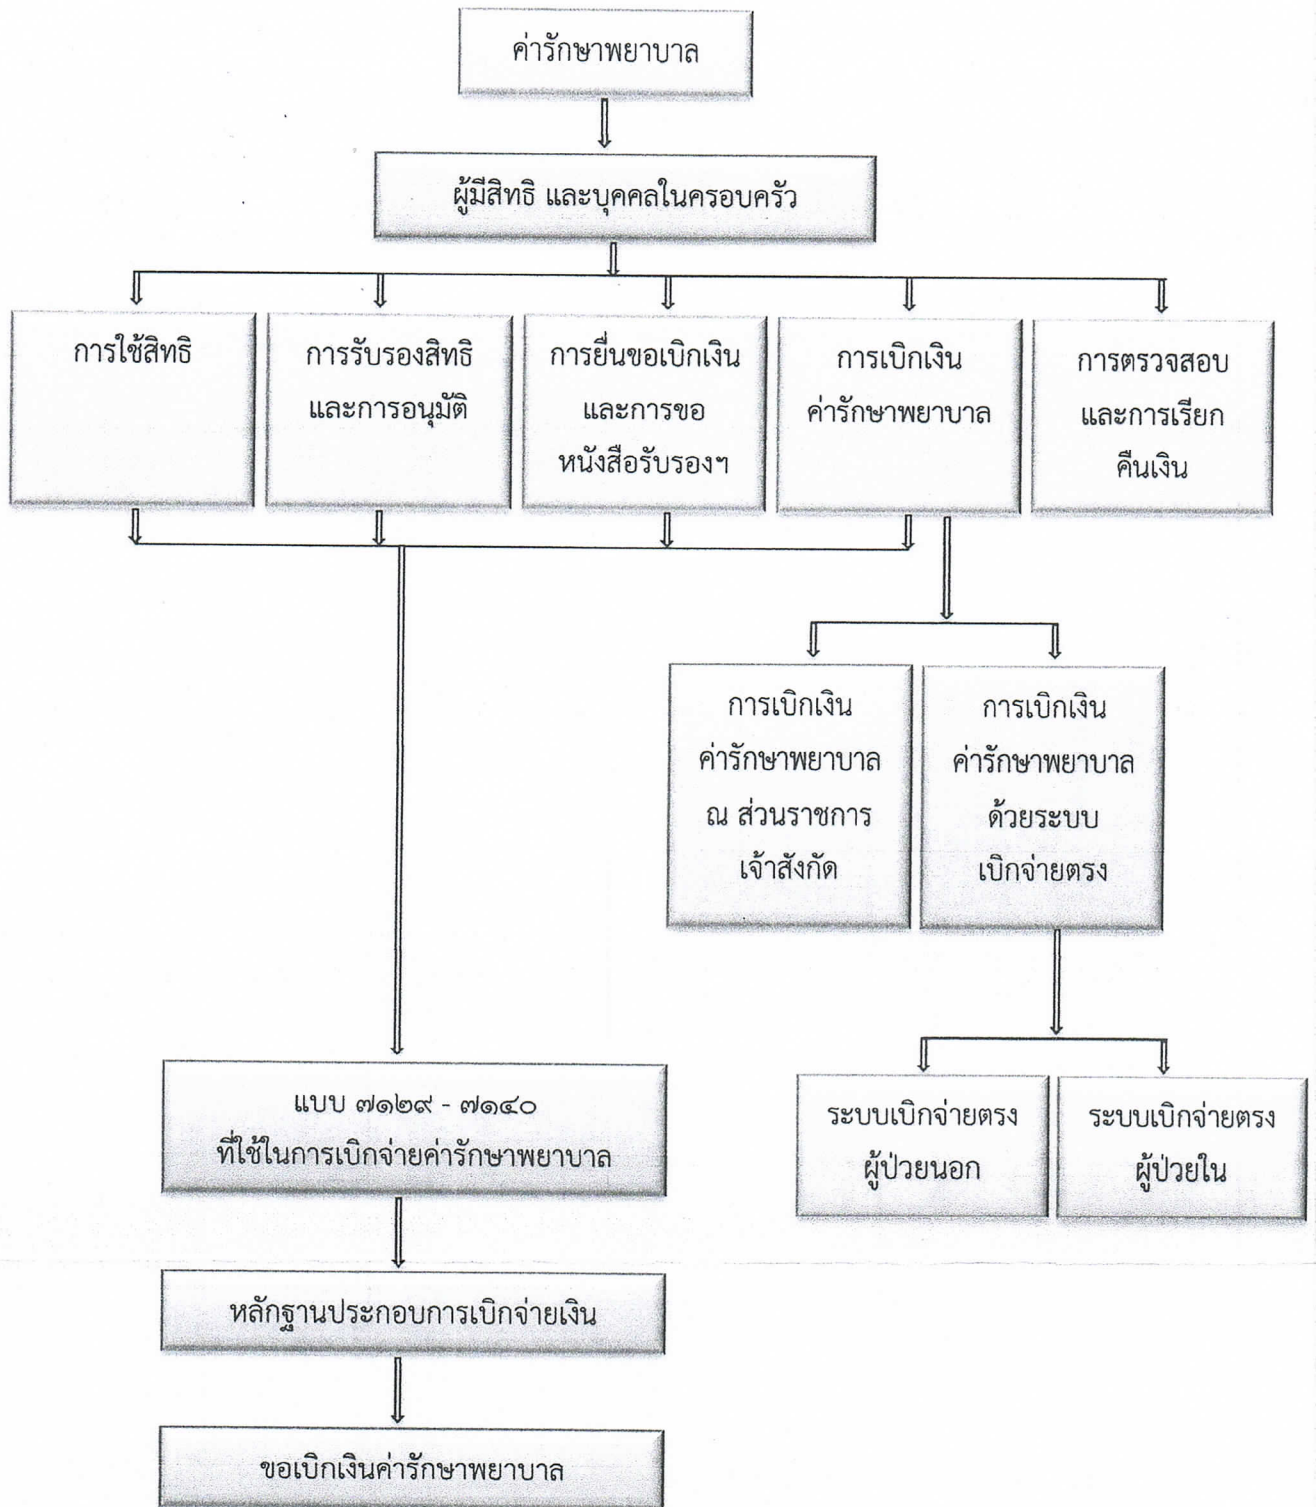 ค่ารักษาพยาบาล
ผู้มีสิทธิ และบุคคลในครอบครัว
การใช้สิทธิ
การรับรองสิทธิ
และการอนุมัติ
การยื่นขอเบิกเงิน
และการขอ
หนังสือรับรองฯ
การเบิกเงิน
ค่ารักษาพยาบาล
การตรวจสอบ
และการเรียก
คืนเงิน
การเบิกเงิน
ค่ารักษาพยาบาล
ณ ส่วนราชการ
เจ้าสังกัด
การเบิกเงิน
ค่ารักษาพยาบาล
ด้วยระบบ
เบิกจ่ายตรง
แบบ ๗๑๒๙ - ๗๑๔๐
ที่ใช้ในการเบิกจ่ายค่ารักษาพยาบาล
ระบบเบิกจ่ายตรง
ผู้ป่วยนอก
ระบบเบิกจ่ายตรง
ผู้ป่วยใน
หลักฐานประกอบการเบิกจ่ายเงิน
ขอเบิกเงินค่ารักษาพยาบาล